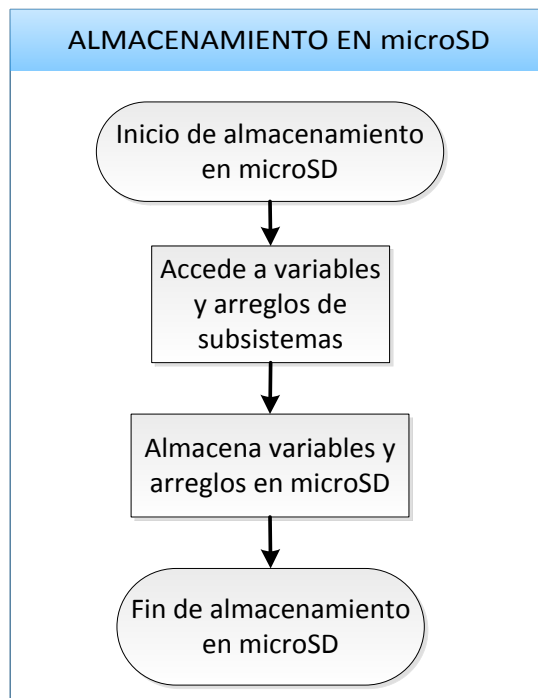 ALMACENAMIENTO EN microSD
Inicio de almacenamiento
en microSD
Accede a variables
y arreglos de
subsistemas
Almacena variables y
arreglos en microSD
Fin de almacenamiento
en microSD